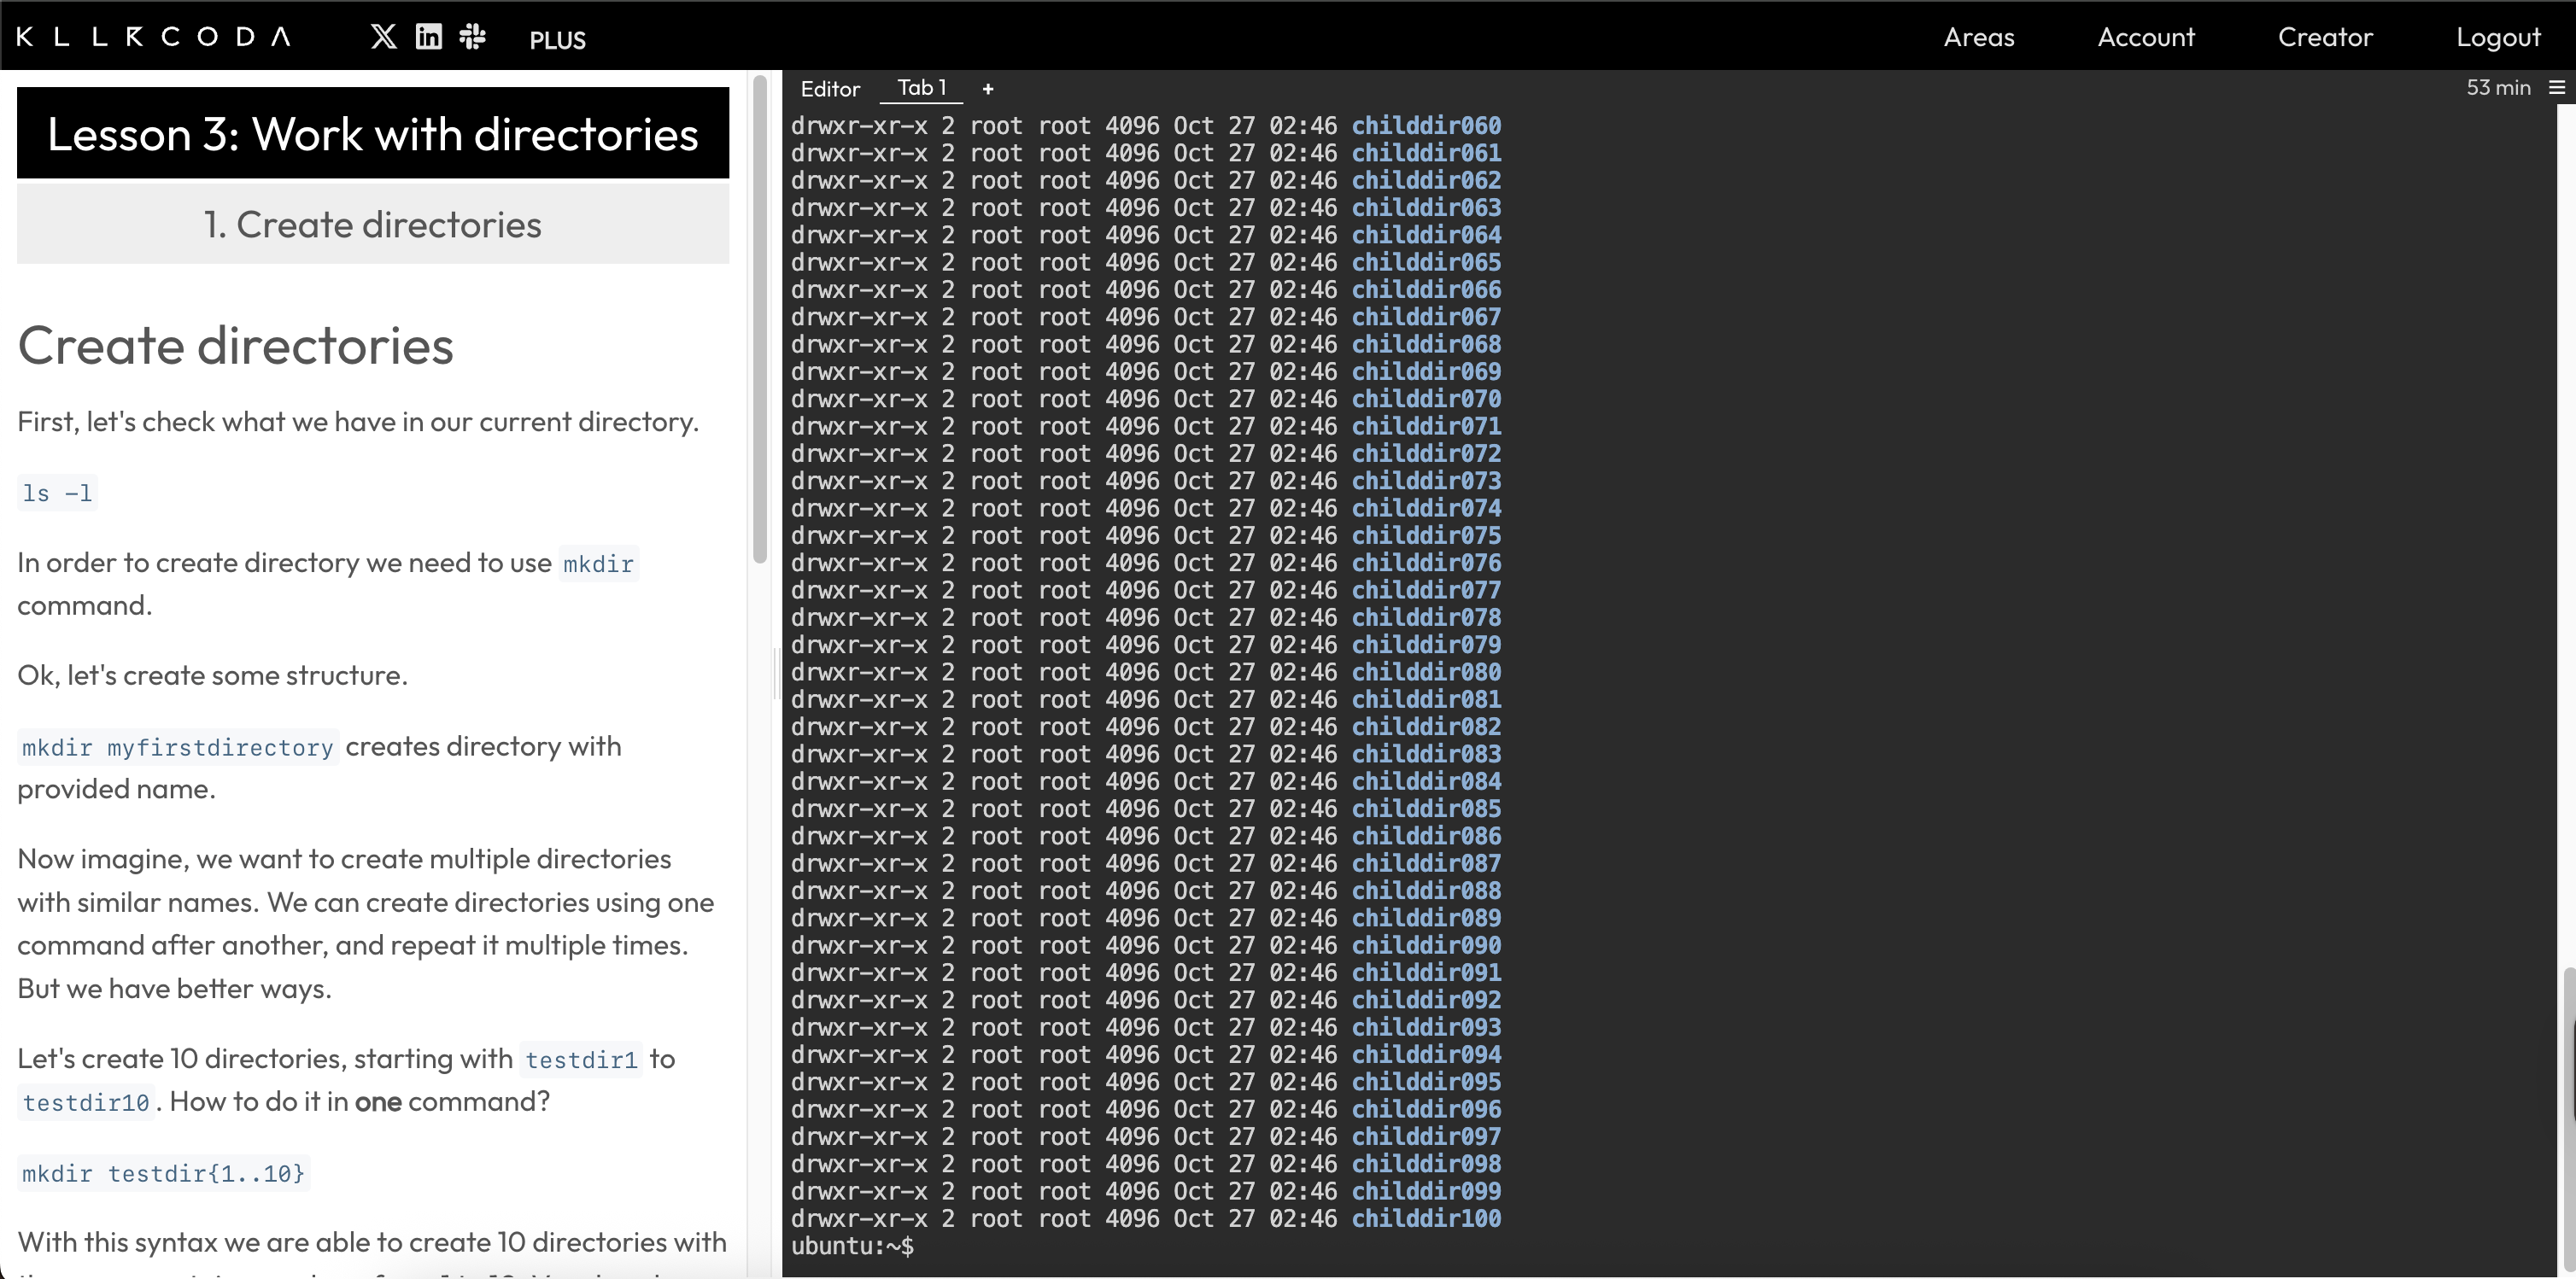 KLLRCODA
PLUS
Areas
Account
Creator
Logout
Lesson 3: Work with directories
1. Create directories
Create directories
First, let's check what we have in our current directory.
ls -l
In order to create directory we need to use mkdir
command.
Ok, let's create some structure.
mkdir myfirstdirectory creates directory with
provided name.
Now imagine, we want to create multiple directories
with similar names. We can create directories using one
command after another, and repeat it multiple times.
But we have better ways.
Let's create 10 directories, starting with testdir1 to
testdir10. How to do it in one command?
mkdir testdir{1..10}
With this syntax we are able to create 10 directories with
Editor
Tab 1
+
53 min
drwxr-xr-x 2 root root 4096 Oct 27 02:46 childdir060
drwxr-xr-x 2 root root 4096 Oct 27 02:46 childdir061
drwxr-xr-x 2 root root 4096 Oct 27 02:46 childdir062
drwxr-xr-x 2 root root 4096 Oct 27 02:46 childdir063
drwxr-xr-x 2 root root 4096 Oct 27 02:46 childdir064
drwxr-xr-x 2 root root 4096 Oct 27 02:46 childdir065
drwxr-xr-x 2 root root 4096 Oct 27 02:46 childdir066
drwxr-xr-x 2 root root 4096 Oct 27 02:46 childdir067
drwxr-xr-x 2 root root 4096 Oct 27 02:46 childdir068
drwxr-xr-x 2 root root 4096 Oct 27 02:46 childdir069
drwxr-xr-x 2 root root 4096 Oct 27 02:46 childdir070
drwxr-xr-x 2 root root 4096 Oct 27 02:46 childdir071
drwxr-xr-x 2 root root 4096 Oct 27 02:46 childdir072
drwxr-xr-x 2 root root 4096 Oct 27 02:46 childdir073
drwxr-xr-x 2 root root 4096 Oct 27 02:46 childdir074
drwxr-xr-x 2 root root 4096 Oct 27 02:46 childdir075
drwxr-xr-x 2 root root 4096 Oct 27 02:46 childdir076
drwxr-xr-x 2 root root 4096 Oct 27 02:46 childdir077
drwxr-xr-x 2 root root 4096 Oct 27 02:46 childdir078
drwxr-xr-x 2 root root 4096 Oct 27 02:46 childdir079
drwxr-xr-x 2 root root 4096 Oct 27 02:46 childdir080
drwxr-xr-x 2 root root 4096 Oct 27 02:46 childdir081
drwxr-xr-x 2 root root 4096 Oct 27 02:46 childdir082
drwxr-xr-x 2 root root 4096 Oct 27 02:46 childdir083
drwxr-xr-x 2 root root 4096 Oct 27 02:46 childdir084
drwxr-xr-x 2 root root 4096 Oct 27 02:46 childdir085
drwxr-xr-x 2 root root 4096 Oct 27 02:46 childdir086
drwxr-xr-x 2 root root 4096 Oct 27 02:46 childdir087
drwxr-xr-x 2 root root 4096 Oct 27 02:46 childdir088
drwxr-xr-x 2 root root 4096 Oct 27 02:46 childdir089
drwxr-xr-x 2 root root 4096 Oct 27 02:46 childdir090
drwxr-xr-x 2 root root 4096 Oct 27 02:46 childdir091
drwxr-xr-x 2 root root 4096 Oct 27 02:46 childdir092
drwxr-xr-x 2 root root 4096 Oct 27 02:46 childdir093
drwxr-xr-x 2 root root 4096 Oct 27 02:46 childdir094
drwxr-xr-x 2 root root 4096 Oct 27 02:46 childdir095
drwxr-xr-x 2 root root 4096 Oct 27 02:46 childdir096
drwxr-xr-x 2 root root 4096 Oct 27 02:46 childdir097
drwxr-xr-x 2 root root 4096 Oct 27 02:46 childdir098
drwxr-xr-x 2 root root 4096 Oct 27 02:46 childdir099
drwxr-xr-x 2 root root 4096 Oct 27 02:46 childdir100
ubuntu:~$